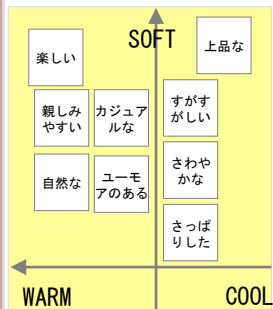 SOFT
上品な
楽しい
親しみ
やすい
カジュア
ルな
すがす
がしい
自然な
ユーモ
アのある
さわや
かな
さっぱ
りした
WARM
COOL